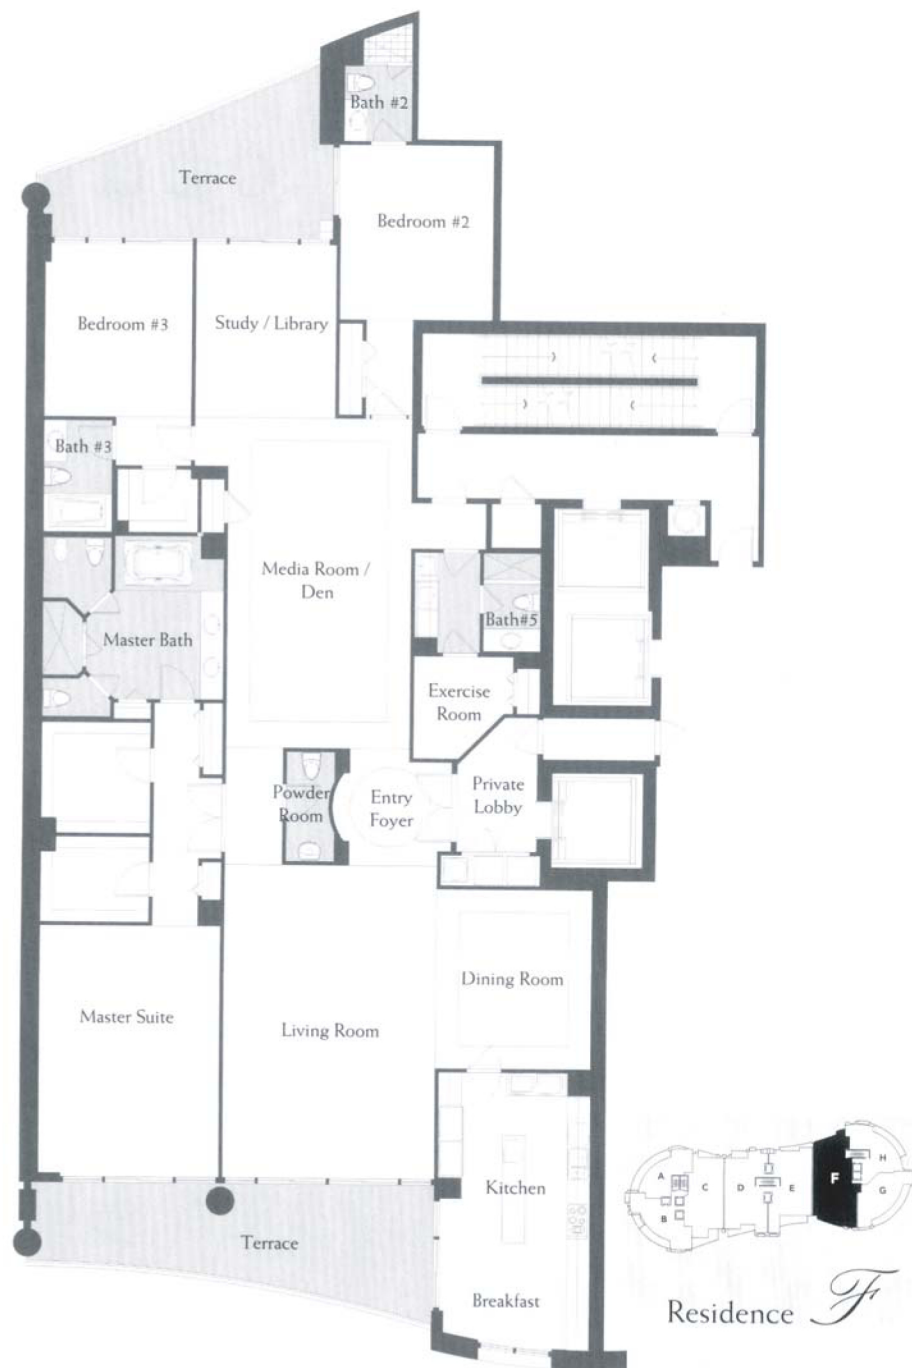 Bath #2
Terrace
Bedroom #2
Bedroom #3
Study / Library
Bath #3
Media Room /
Den
Bath#5
Master Bath
Exercise
Room
Powder
Room
Entry
Foyer
Private
Lobby
Dining Room
Master Suite
Living Room
Kitchen
Terrace
Breakfast
A
B
C
D
E
F
H
G
Residence F